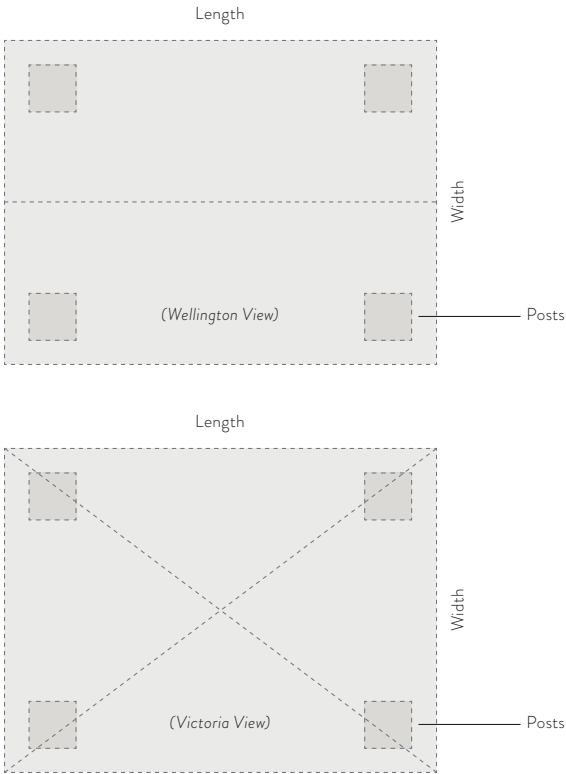 Length
Width
(Wellington View)
Posts
Length
Width
(Victoria View)
Posts